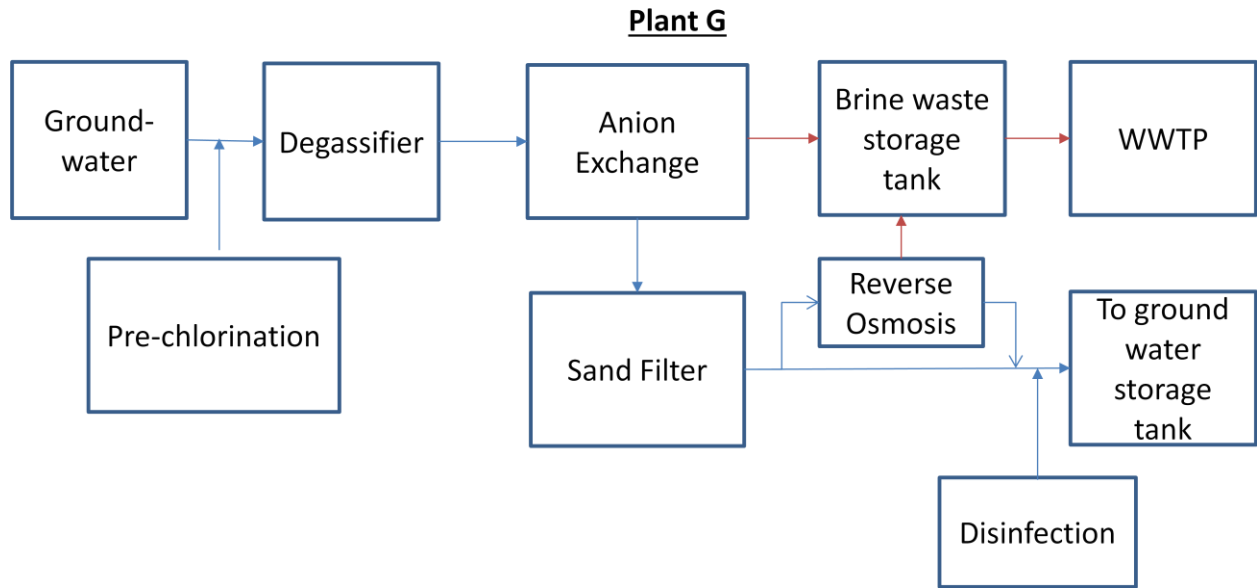 Plant G
Ground-
water
Degassifier
Anion
Exchange
Brine waste
storage
tank
WWTP
Pre-chlorination
Sand Filter
Reverse
Osmosis
To ground
water
storage
tank
Disinfection